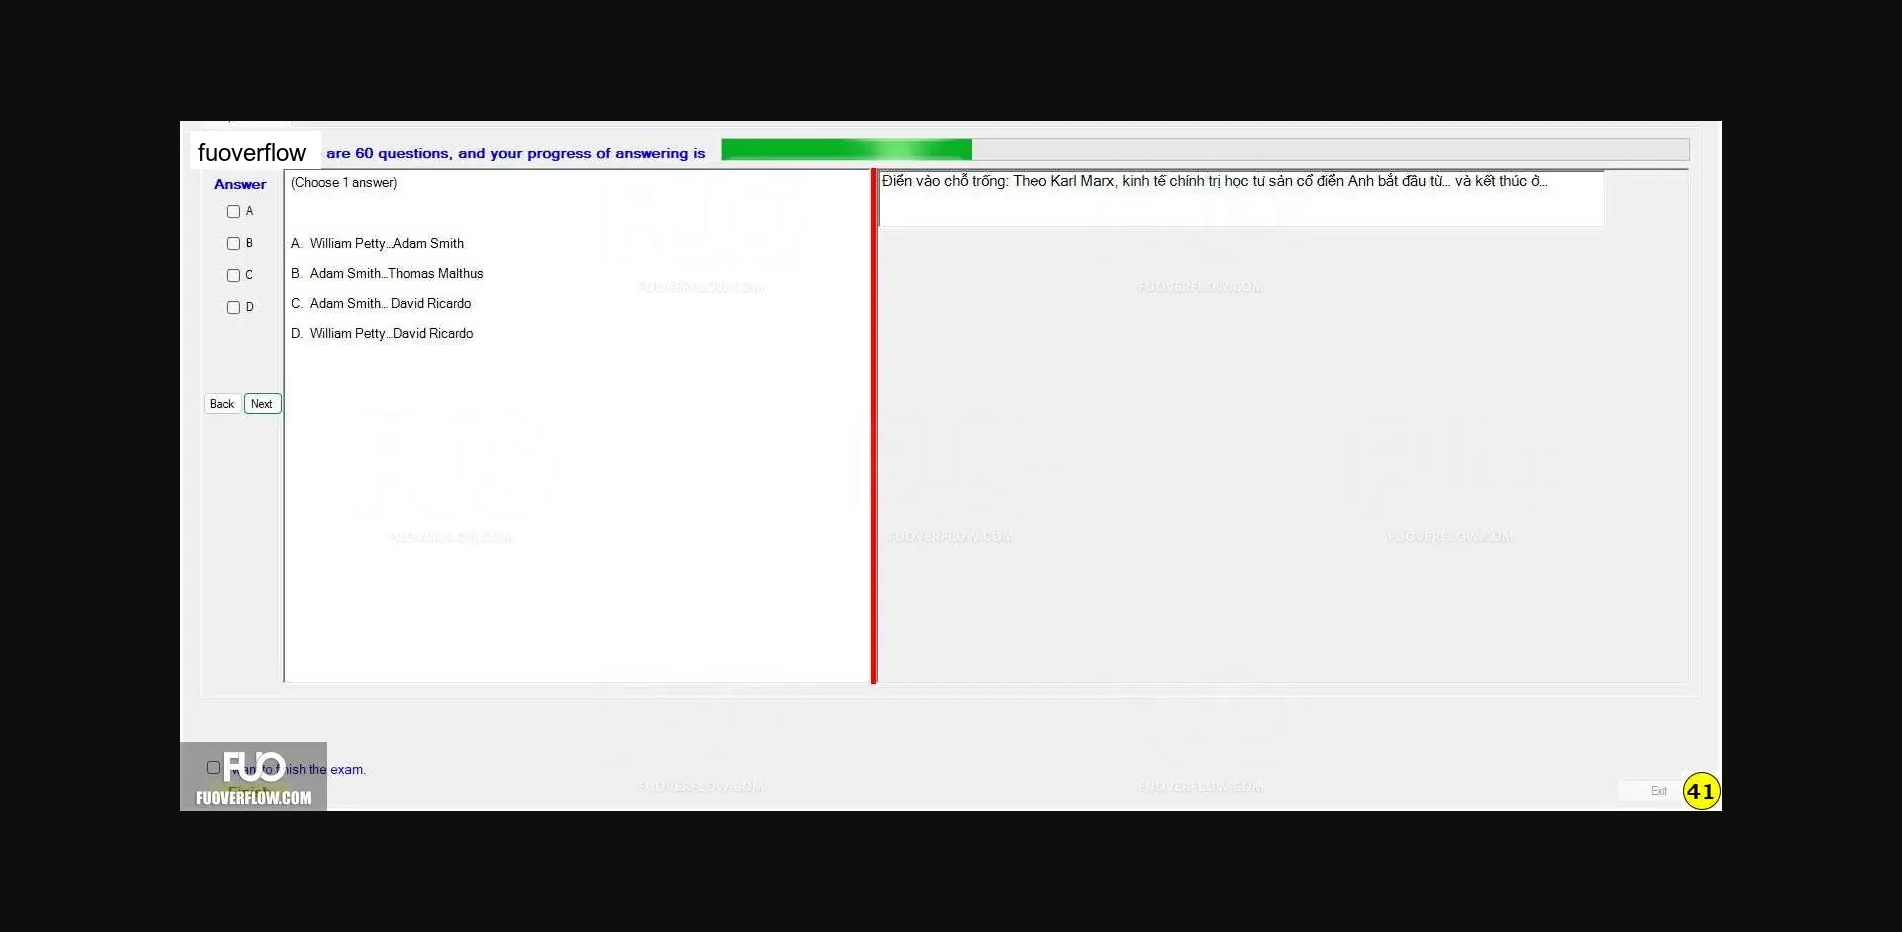 fuoverflow are 60 questions, and your progress of answering is
Answer
A
B
C
D
Back Next
(Choose 1 answer)
A. William Petty...Adam Smith
B. Adam Smith...Thomas Malthus
C. Adam Smith... David Ricardo
D. William Petty...David Ricardo
Điền vào chỗ trống: Theo Karl Marx, kinh tế chính trị học tư sản cổ điển Anh bắt đầu từ... và kết thúc ở...
FUOVERFLOW.COM FUOVERFLOW.COM
FUOVERFLOW.COM FUOVERFLOW.COM FUOVERFLOW.COM
FUOVERFLOW.COM FUOVERFLOW.COM
want to finish the exam.
Finish
FUO
FUOVERFLOW.COM
Exit
41